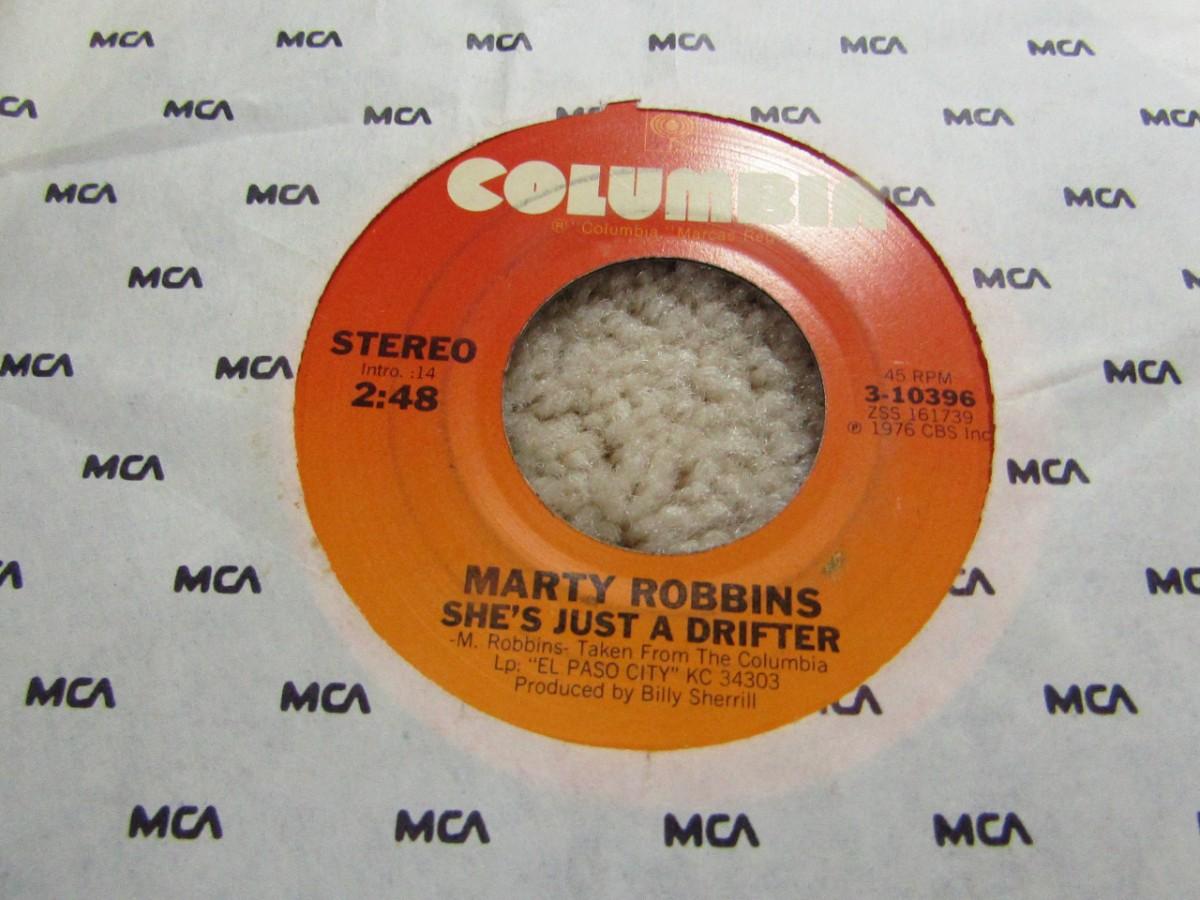 MCA MCA MCA MCA MCA MCA
MCA MCA MCA MCA
MCA MCA MCA MCA
MCA MCA
MCA MCA MCA
MCA MCA
MCA
MCA MCA MCA
MCA MCA MCA MCA
COLUMBIA
® "Columbia," Marcas
STEREO
Intro. :14
2:48
45 RPM
3-10396
ZSS 161739
℗ 1976 CBS Inc
MARTY ROBBINS
SHE'S JUST A DRIFTER
-M. Robbins- Taken From The Columbia
Lp: "EL PASO CITY" KC 34303
Produced by Billy Sherrill